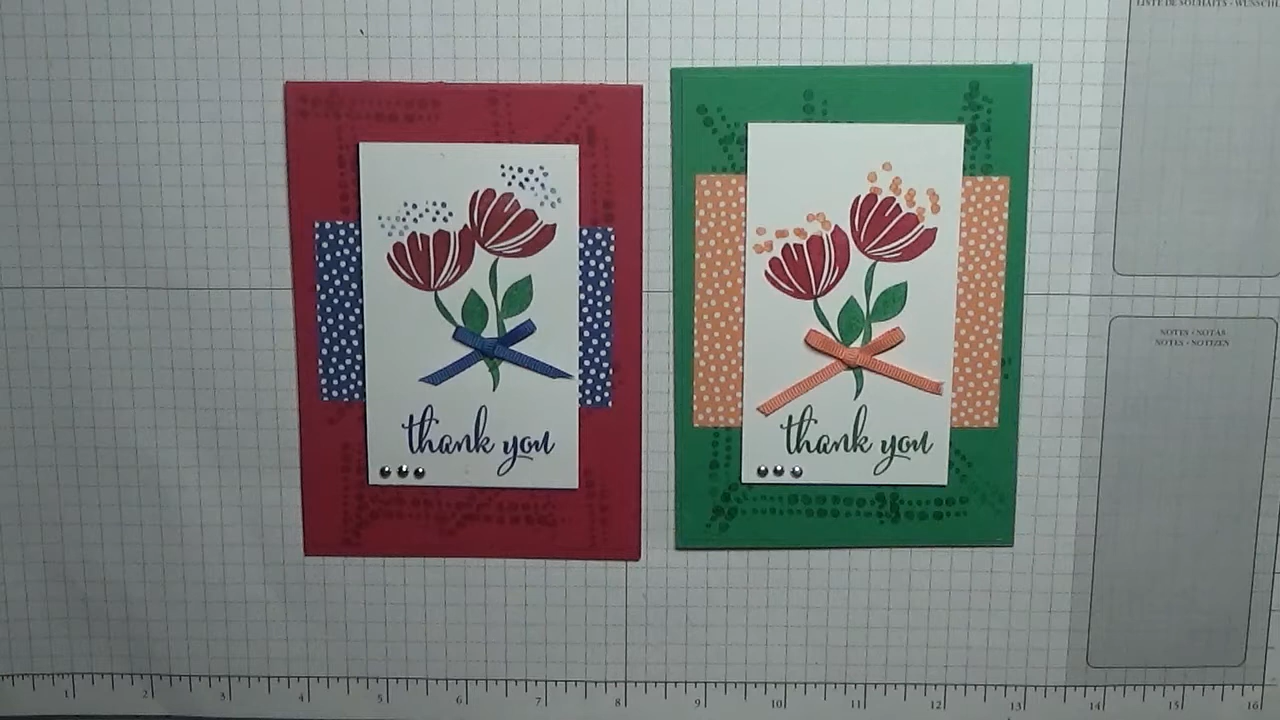 LISTE DE SOUHAITS • WUNSCHL
thank you
thank you
NOTES • NOTAS
NOTES • NOTIZEN
1 2 3 4 5 6 7 8 9 10 11 12 13 14 15 16